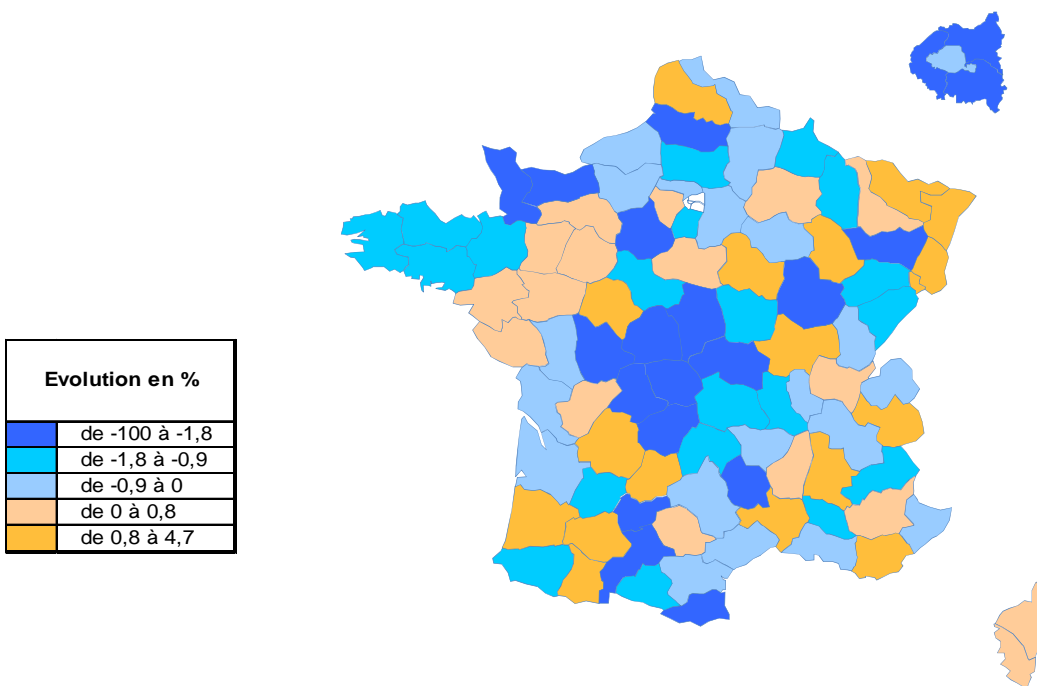 Evolution en %
de -100 à -1,8
de -1,8 à -0,9
de -0,9 à 0
de 0 à 0,8
de 0,8 à 4,7